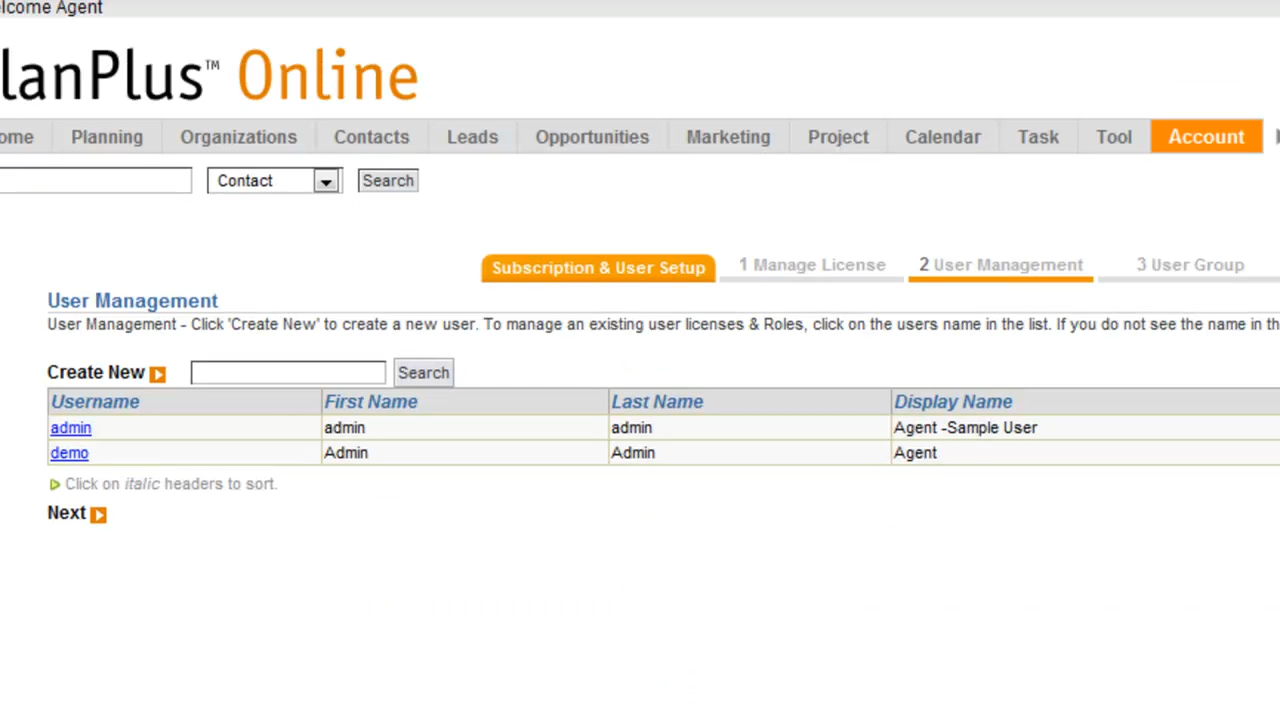 lcome Agent
lanPlus™ Online
ome Planning Organizations Contacts Leads Opportunities Marketing Project Calendar Task Tool Account
Contact Search
Subscription & User Setup 1 Manage License 2 User Management 3 User Group
User Management
User Management - Click 'Create New' to create a new user. To manage an existing user licenses & Roles, click on the users name in the list. If you do not see the name in th
Create New Search
Username First Name Last Name Display Name
admin admin admin Agent -Sample User
demo Admin Admin Agent
Click on italic headers to sort.
Next